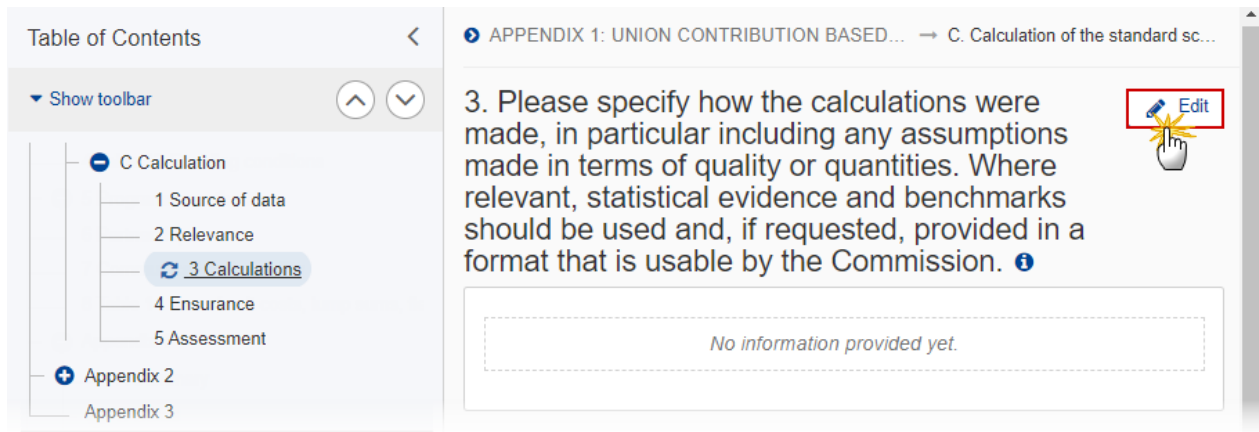 Table of Contents
Show toolbar
C Calculation
1 Source of data
2 Relevance
3 Calculations
4 Ensurance
5 Assessment
Appendix 2
Appendix 3
APPENDIX 1: UNION CONTRIBUTION BASED... → C. Calculation of the standard sc...
3. Please specify how the calculations were
made, in particular including any assumptions
made in terms of quality or quantities. Where
relevant, statistical evidence and benchmarks
should be used and, if requested, provided in a
format that is usable by the Commission.
Edit
No information provided yet.